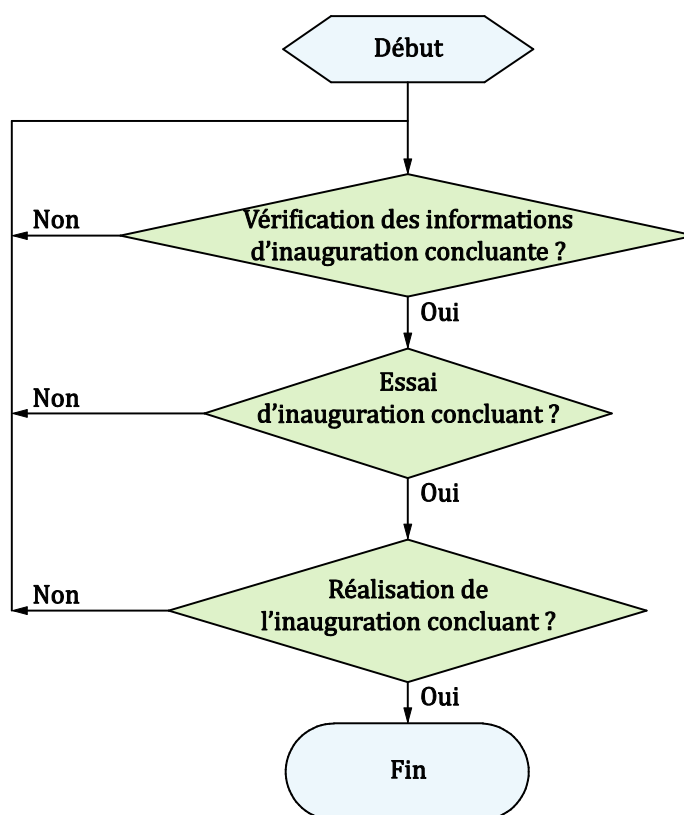 Début
Vérification des informations
d'inauguration concluante ?
Non
Oui
Essai
d'inauguration concluant ?
Non
Oui
Réalisation de
l'inauguration concluant ?
Non
Oui
Fin